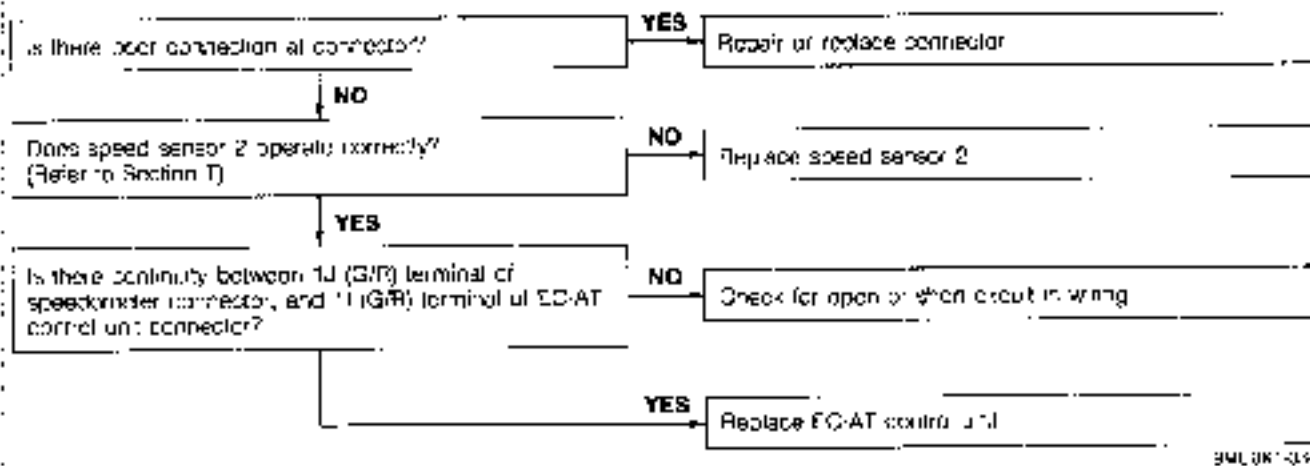 Is there poor connection at connector?
YES
Repair or replace connector
NO
Does speed sensor 2 operate correctly?
(Refer to Section T)
NO
Replace speed sensor 2
YES
Is there continuity between 1J (G/R) terminal of
speedometer connector, and (G/R) terminal of EC-AT
control unit connector?
NO
Check for open or short circuit in wiring
YES
Replace EC-AT control unit